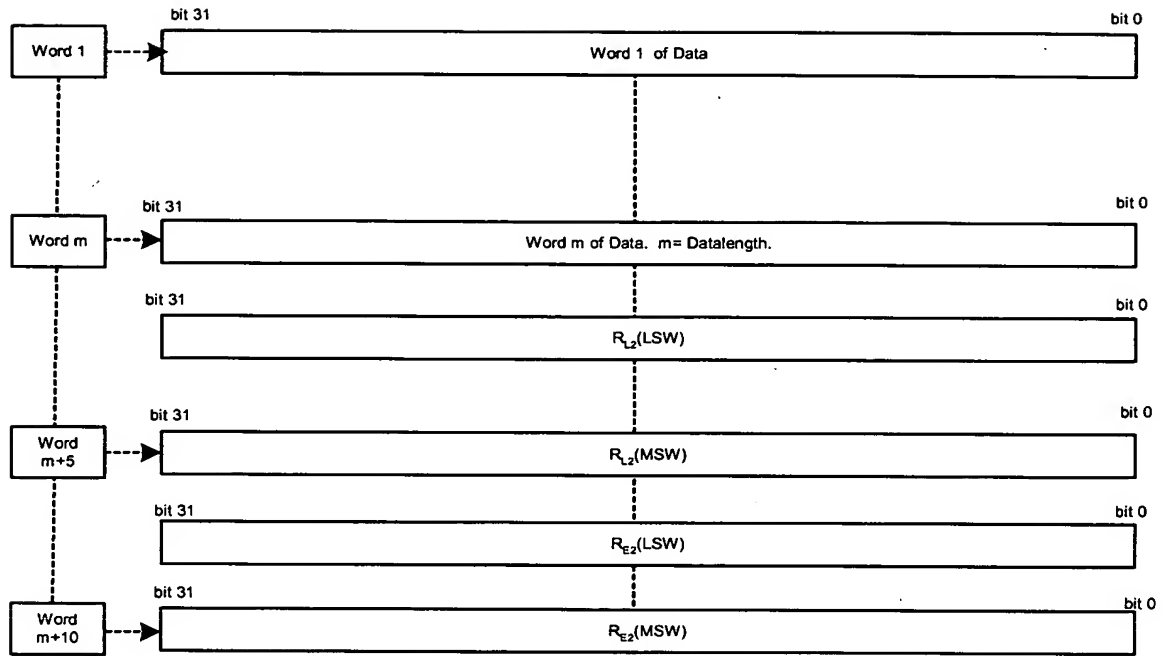 bit 31 bit 0
Word 1 Word 1 of Data
bit 31 bit 0
Word m Word m of Data. m= Datalength.
bit 31 bit 0
R_L2(LSW)
bit 31 bit 0
Word
m+5 R_L2(MSW)
bit 31 bit 0
R_E2(LSW)
bit 31 bit 0
Word
m+10 R_E2(MSW)